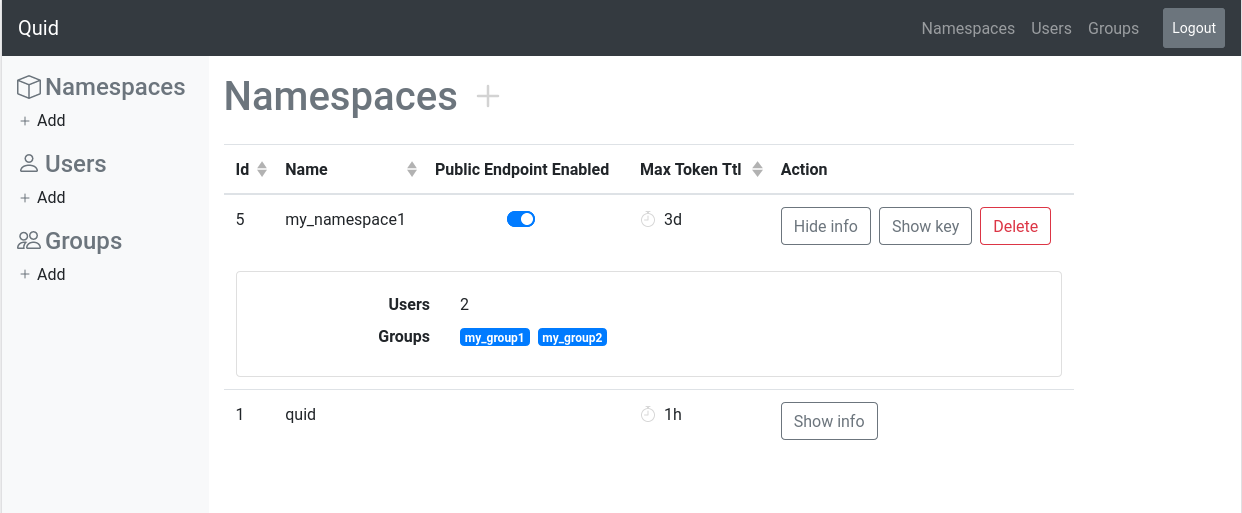 Quid Namespaces Users Groups Logout
Namespaces
+ Add
Users
+ Add
Groups
+ Add
Namespaces +
Id Name Public Endpoint Enabled Max Token Ttl Action
5 my_namespace1 3d Hide info Show key Delete
Users 2
Groups my_group1 my_group2
1 quid 1h Show info